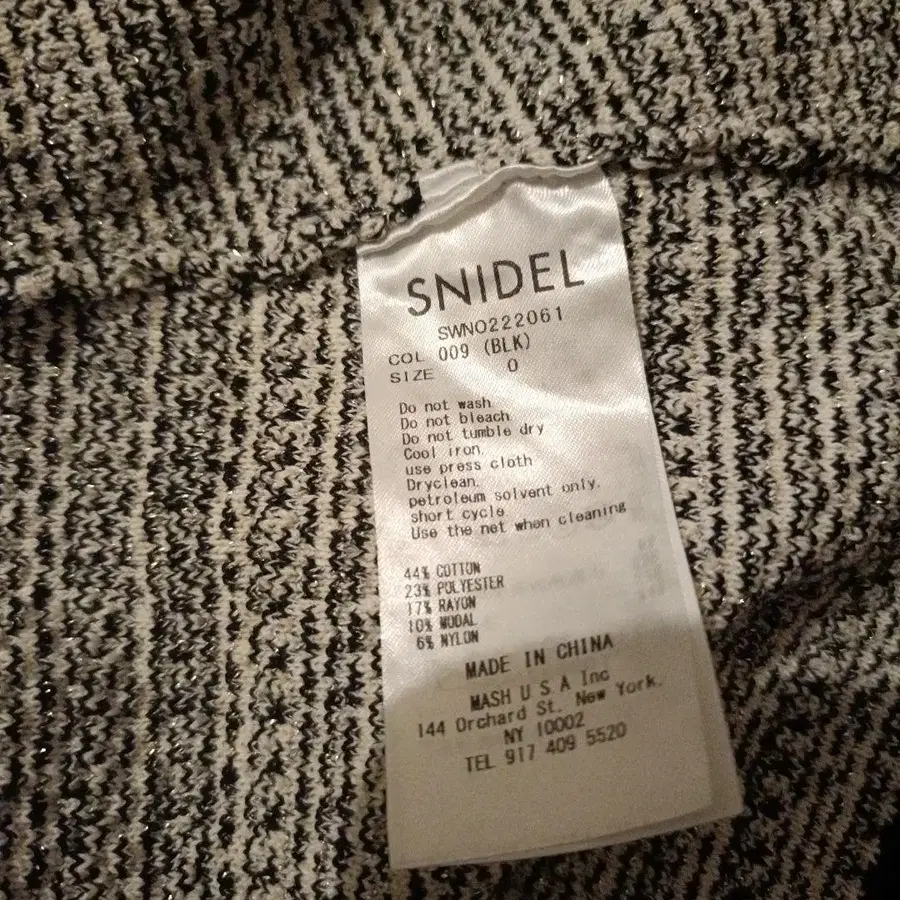 SNIDEL
SWNO222061
COL 009 (BLK)
SIZE 0
Do not wash.
Do not bleach
Do not tumble dry
Cool iron.
use press cloth
Dryclean.
petroleum solvent only.
short cycle
Use the net when cleaning
44% COTTON
23% POLYESTER
17% RAYON
10% MODAL
6% NYLON
MADE IN CHINA
MASH U S A Inc
144 Orchard St. New York.
NY 10002
TEL 917 409 5520